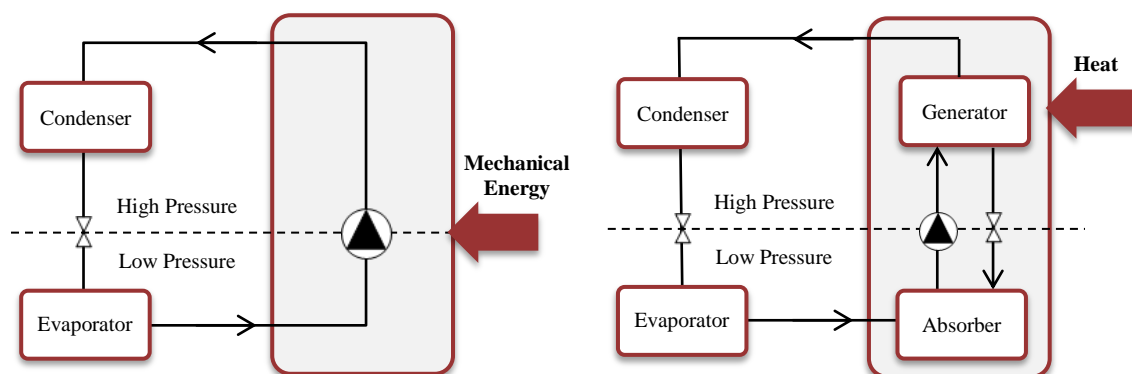 Condenser
Mechanical
Energy
High Pressure
Low Pressure
Evaporator
Heat
Condenser
Generator
High Pressure
Low Pressure
Evaporator
Absorber